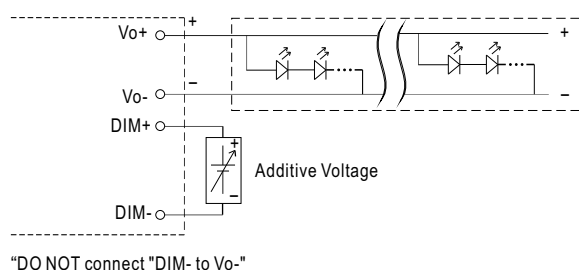 Vo+ + +
Vo- − −
DIM+
+
Additive Voltage
−
DIM-
“DO NOT connect "DIM- to Vo-"